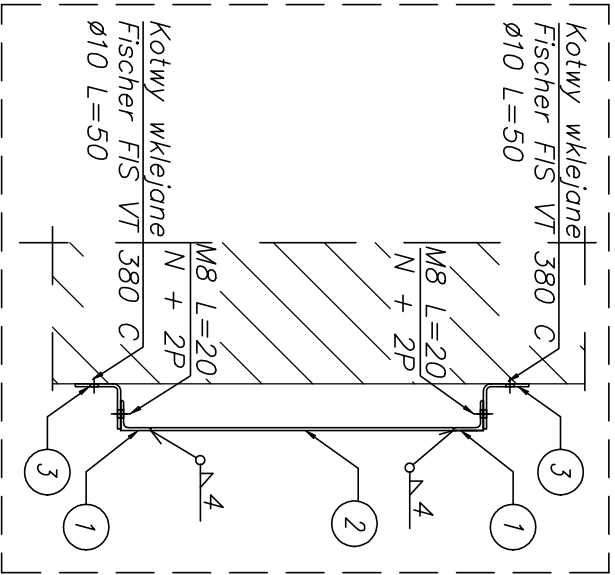 Kotwy wklejane
Fischer FIS VT 380 C
ø10 L=50
3
1
M8 L=20
N + 2P
4
2
M8 L=20
N + 2P
4
Kotwy wklejane
Fischer FIS VT 380 C
ø10 L=50
1
3